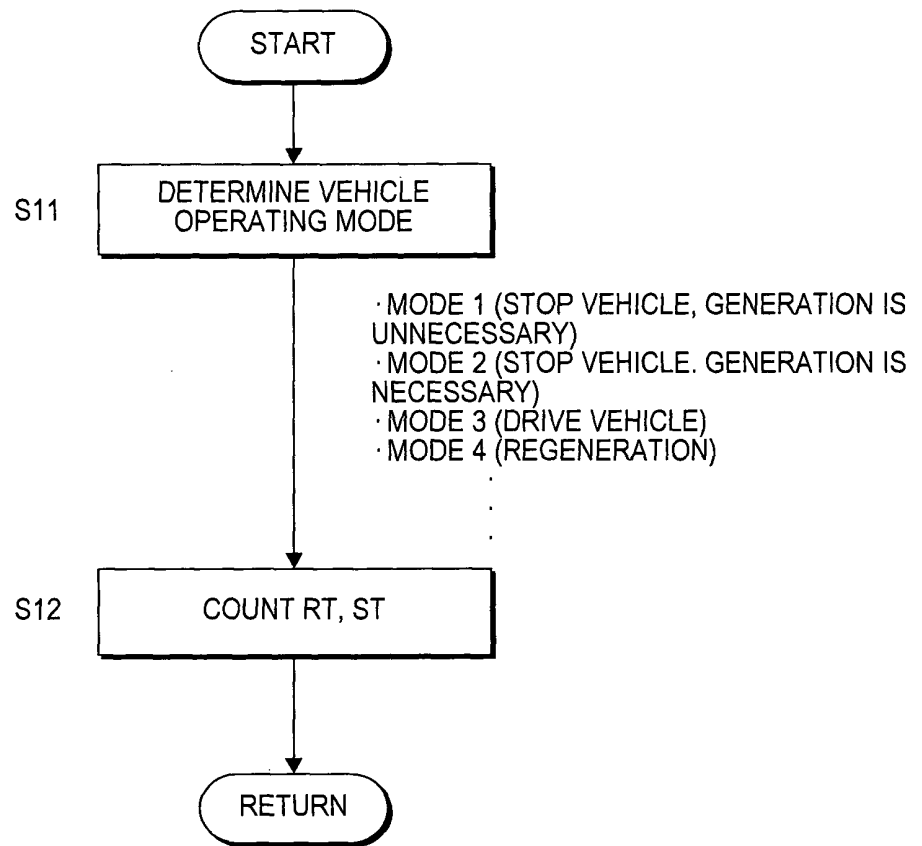 START
S11
DETERMINE VEHICLE
OPERATING MODE
· MODE 1 (STOP VEHICLE, GENERATION IS
UNNECESSARY)
· MODE 2 (STOP VEHICLE. GENERATION IS
NECESSARY)
· MODE 3 (DRIVE VEHICLE)
· MODE 4 (REGENERATION)
·
·
·
S12
COUNT RT, ST
RETURN